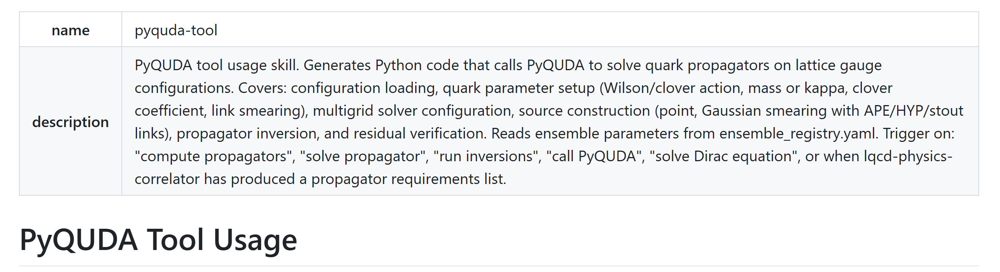 name
pyquda-tool
description
PyQUDA tool usage skill. Generates Python code that calls PyQUDA to solve quark propagators on lattice gauge
configurations. Covers: configuration loading, quark parameter setup (Wilson/clover action, mass or kappa, clover
coefficient, link smearing), multigrid solver configuration, source construction (point, Gaussian smearing with APE/HYP/stout
links), propagator inversion, and residual verification. Reads ensemble parameters from ensemble_registry.yaml. Trigger on:
"compute propagators", "solve propagator", "run inversions", "call PyQUDA", "solve Dirac equation", or when lqcd-physics-
correlator has produced a propagator requirements list.
PyQUDA Tool Usage